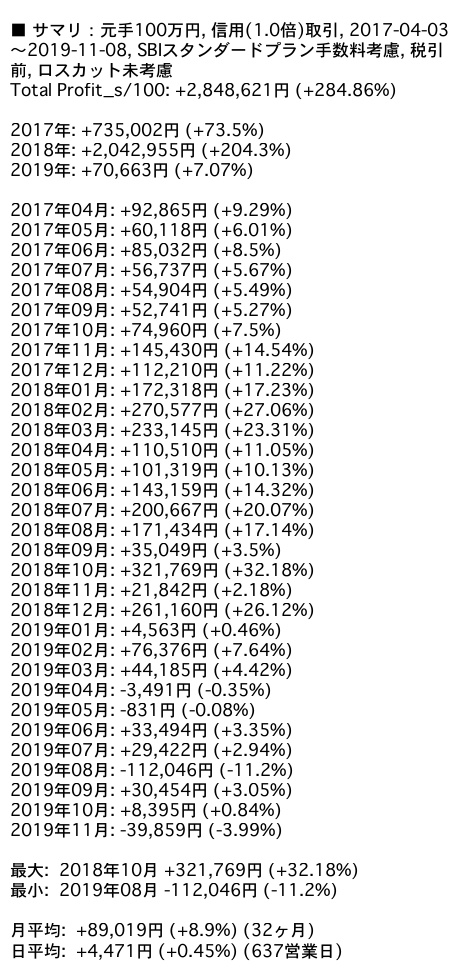 ■ サマリ：元手100万円, 信用(1.0倍)取引, 2017-04-03
〜2019-11-08, SBIスタンダードプラン手数料考慮, 税引
前, ロスカット未考慮
Total Profit_s/100: +2,848,621円 (+284.86%)
2017年: +735,002円 (+73.5%)
2018年: +2,042,955円 (+204.3%)
2019年: +70,663円 (+7.07%)
2017年04月: +92,865円 (+9.29%)
2017年05月: +60,118円 (+6.01%)
2017年06月: +85,032円 (+8.5%)
2017年07月: +56,737円 (+5.67%)
2017年08月: +54,904円 (+5.49%)
2017年09月: +52,741円 (+5.27%)
2017年10月: +74,960円 (+7.5%)
2017年11月: +145,430円 (+14.54%)
2017年12月: +112,210円 (+11.22%)
2018年01月: +172,318円 (+17.23%)
2018年02月: +270,577円 (+27.06%)
2018年03月: +233,145円 (+23.31%)
2018年04月: +110,510円 (+11.05%)
2018年05月: +101,319円 (+10.13%)
2018年06月: +143,159円 (+14.32%)
2018年07月: +200,667円 (+20.07%)
2018年08月: +171,434円 (+17.14%)
2018年09月: +35,049円 (+3.5%)
2018年10月: +321,769円 (+32.18%)
2018年11月: +21,842円 (+2.18%)
2018年12月: +261,160円 (+26.12%)
2019年01月: +4,563円 (+0.46%)
2019年02月: +76,376円 (+7.64%)
2019年03月: +44,185円 (+4.42%)
2019年04月: -3,491円 (-0.35%)
2019年05月: -831円 (-0.08%)
2019年06月: +33,494円 (+3.35%)
2019年07月: +29,422円 (+2.94%)
2019年08月: -112,046円 (-11.2%)
2019年09月: +30,454円 (+3.05%)
2019年10月: +8,395円 (+0.84%)
2019年11月: -39,859円 (-3.99%)
最大: 2018年10月 +321,769円 (+32.18%)
最小: 2019年08月 -112,046円 (-11.2%)
月平均: +89,019円 (+8.9%) (32ヶ月)
日平均: +4,471円 (+0.45%) (637営業日)